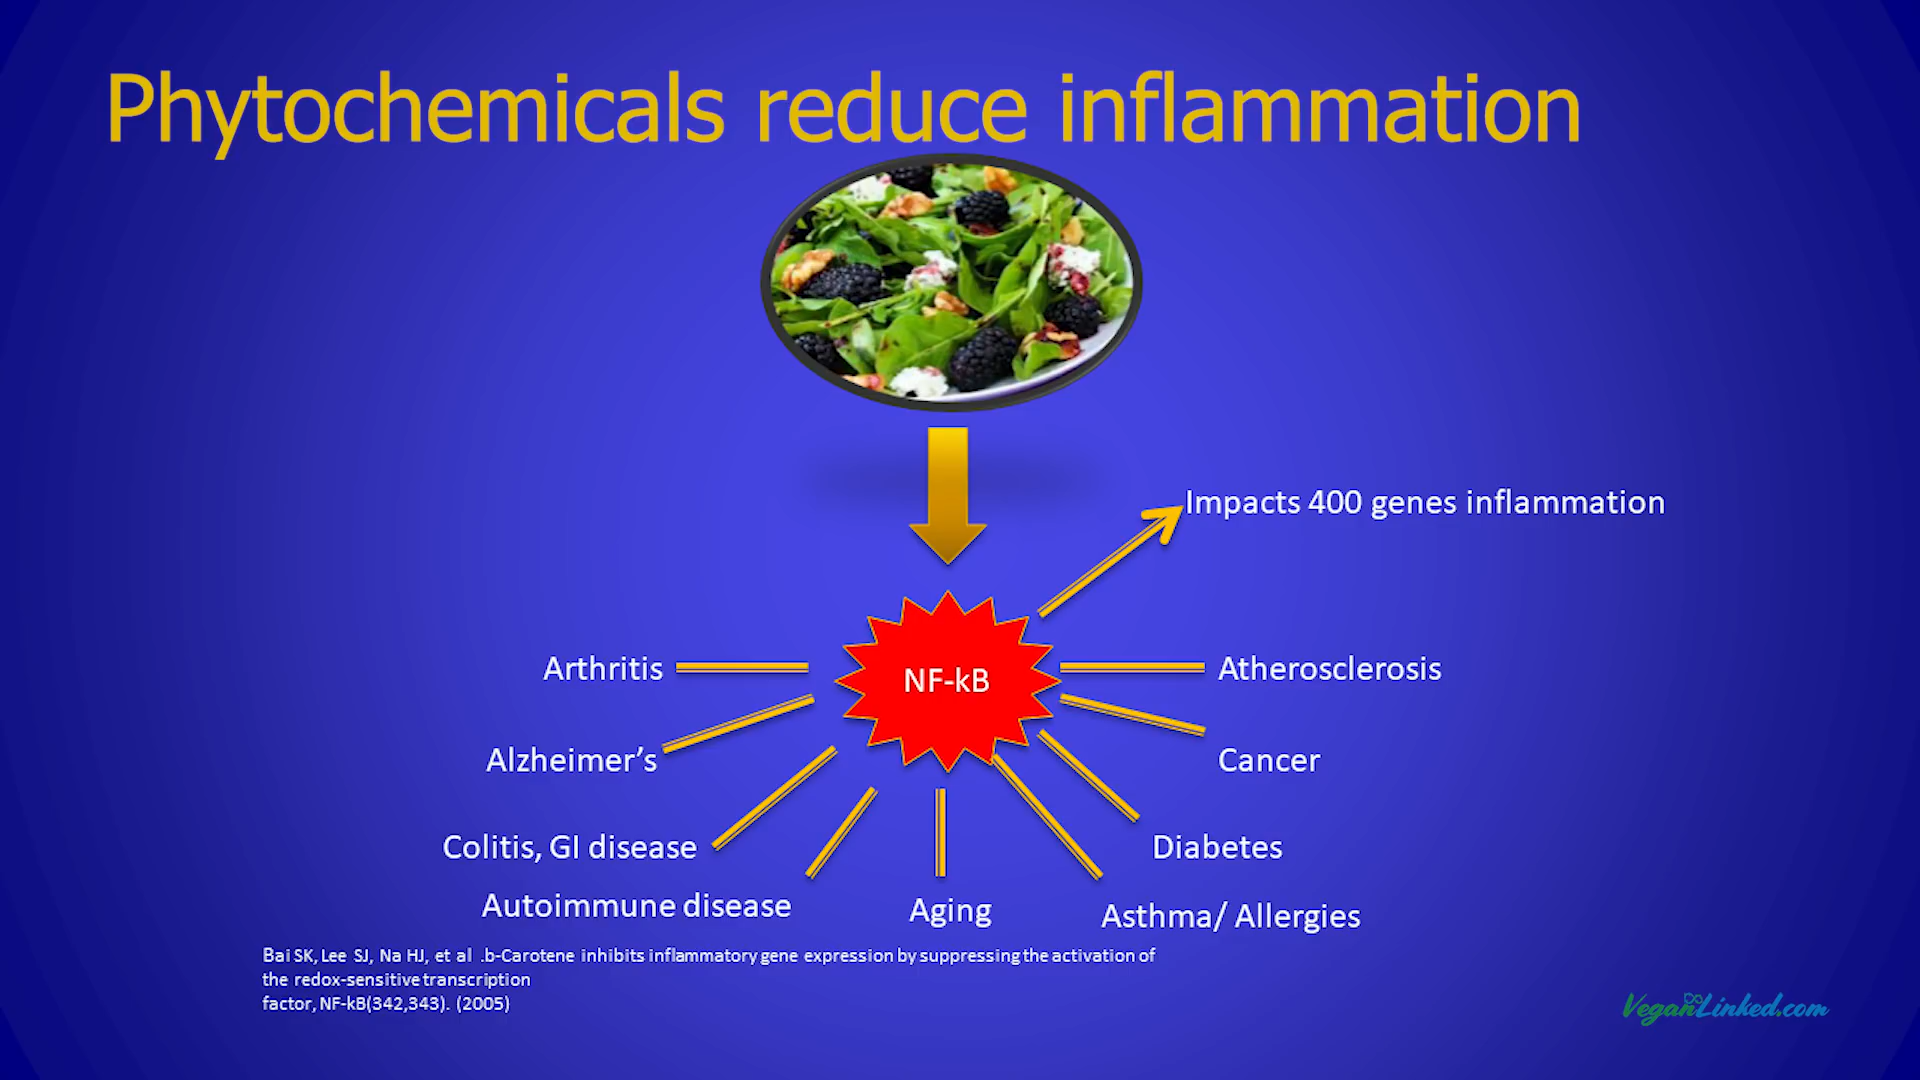 Phytochemicals reduce inflammation
Impacts 400 genes inflammation
NF-kB
Arthritis
Atherosclerosis
Alzheimer’s
Cancer
Colitis, GI disease
Diabetes
Autoimmune disease
Aging
Asthma/ Allergies
Bai SK, Lee SJ, Na HJ, et al .b-Carotene inhibits inflammatory gene expression by suppressing the activation of
the redox-sensitive transcription
factor, NF-kB(342,343). (2005)
VeganLinked.com